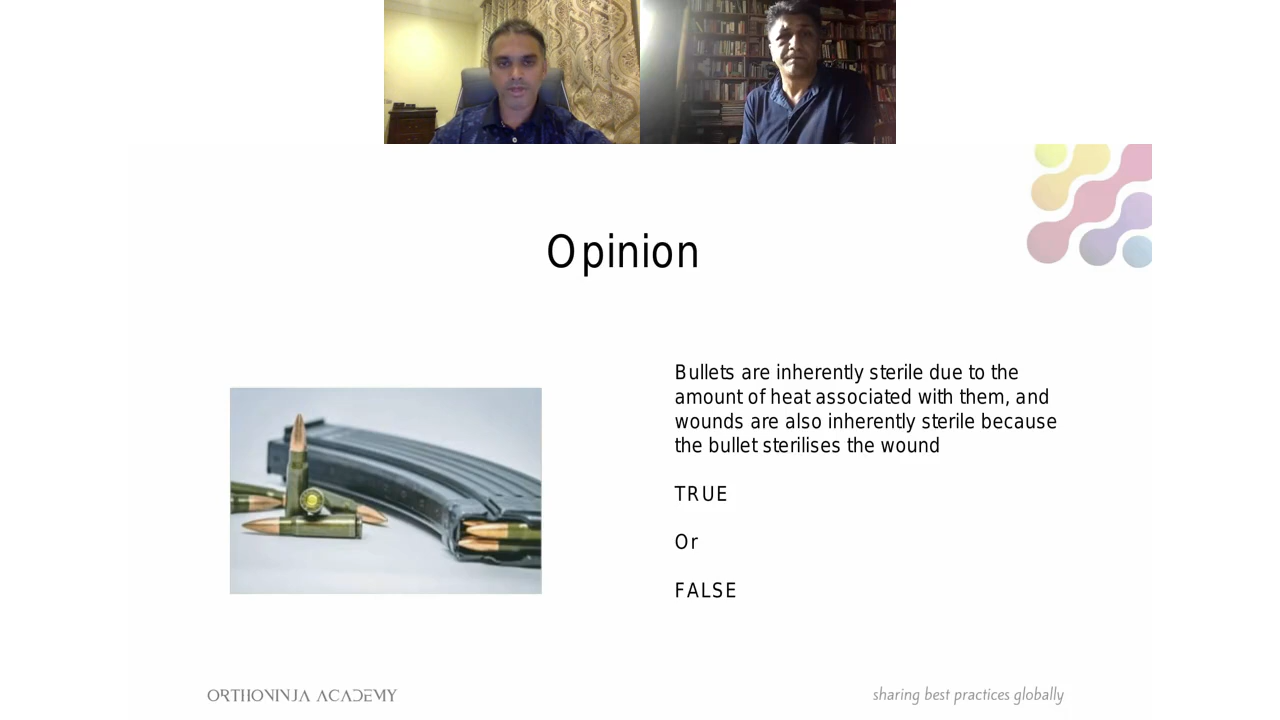 Opinion
Bullets are inherently sterile due to the
amount of heat associated with them, and
wounds are also inherently sterile because
the bullet sterilises the wound
TRUE
Or
FALSE
ORTHONINJA ACADEMY
sharing best practices globally